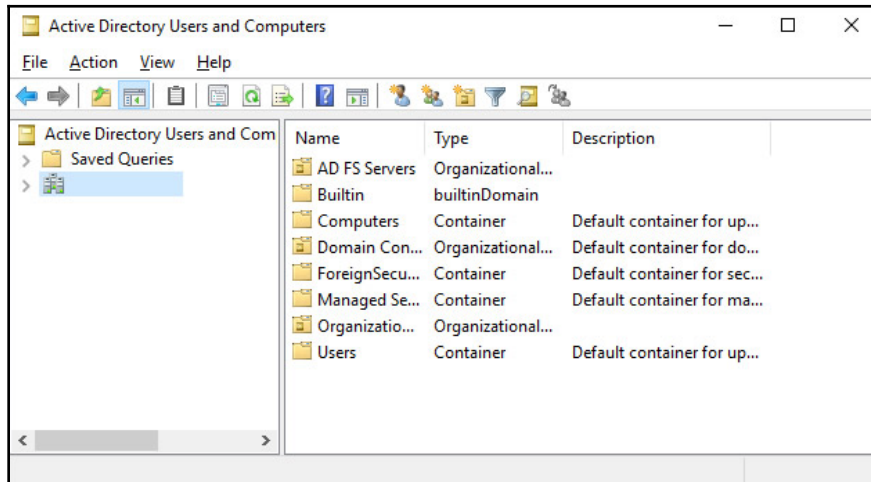 Active Directory Users and Computers
File Action View Help
Active Directory Users and Com
Saved Queries
Name Type Description
AD FS Servers Organizational...
Builtin builtinDomain
Computers Container Default container for up...
Domain Con... Organizational... Default container for do...
ForeignSecu... Container Default container for sec...
Managed Se... Container Default container for ma...
Organizatio... Organizational...
Users Container Default container for up...